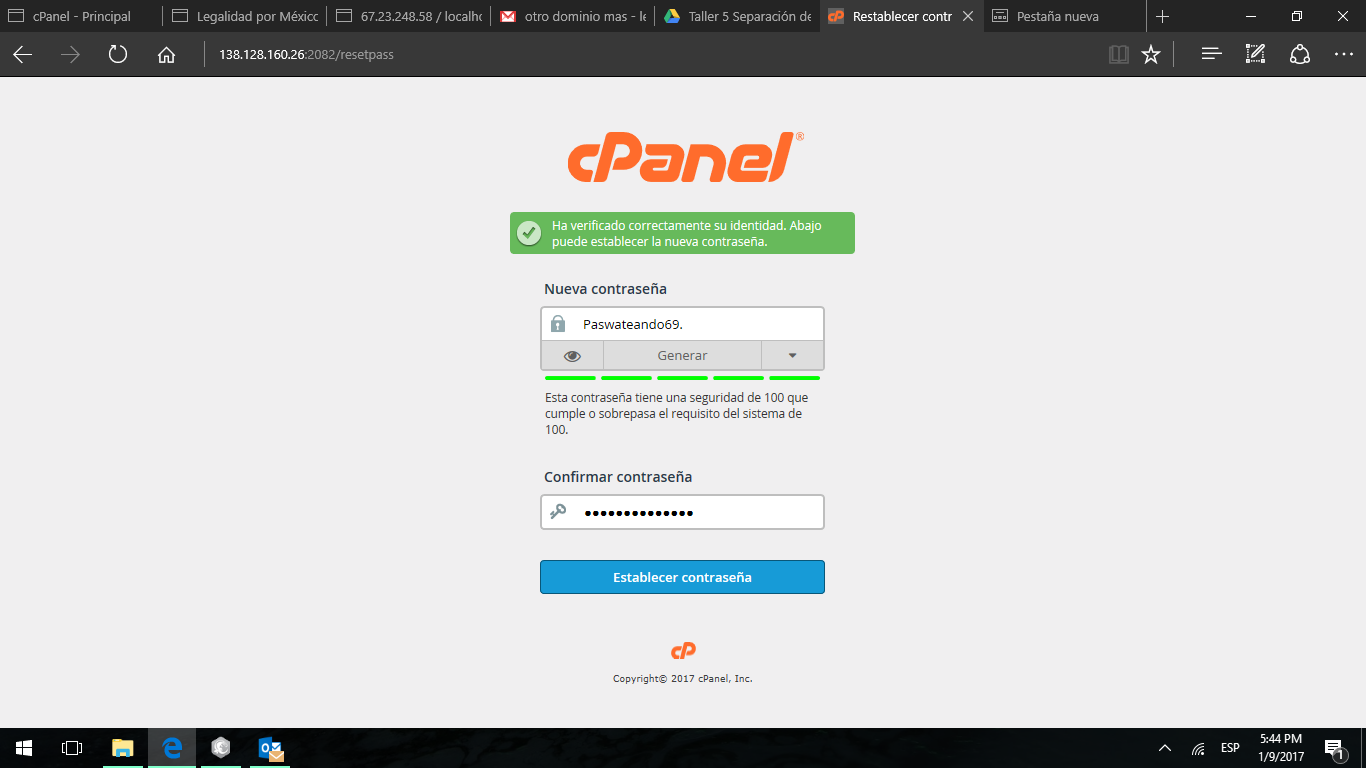 cPanel - Principal
Legalidad por México
67.23.248.58 / localho
otro dominio mas - le
Taller 5 Separación de
Restablecer contr
Pestaña nueva
138.128.160.26:2082/resetpass
cPanel®
Ha verificado correctamente su identidad. Abajo
puede establecer la nueva contraseña.
Nueva contraseña
Paswateando69.
Generar
Esta contraseña tiene una seguridad de 100 que
cumple o sobrepasa el requisito del sistema de
100.
Confirmar contraseña
••••••••••••••
Establecer contraseña
cP
Copyright© 2017 cPanel, Inc.
ESP
5:44 PM
1/9/2017
1